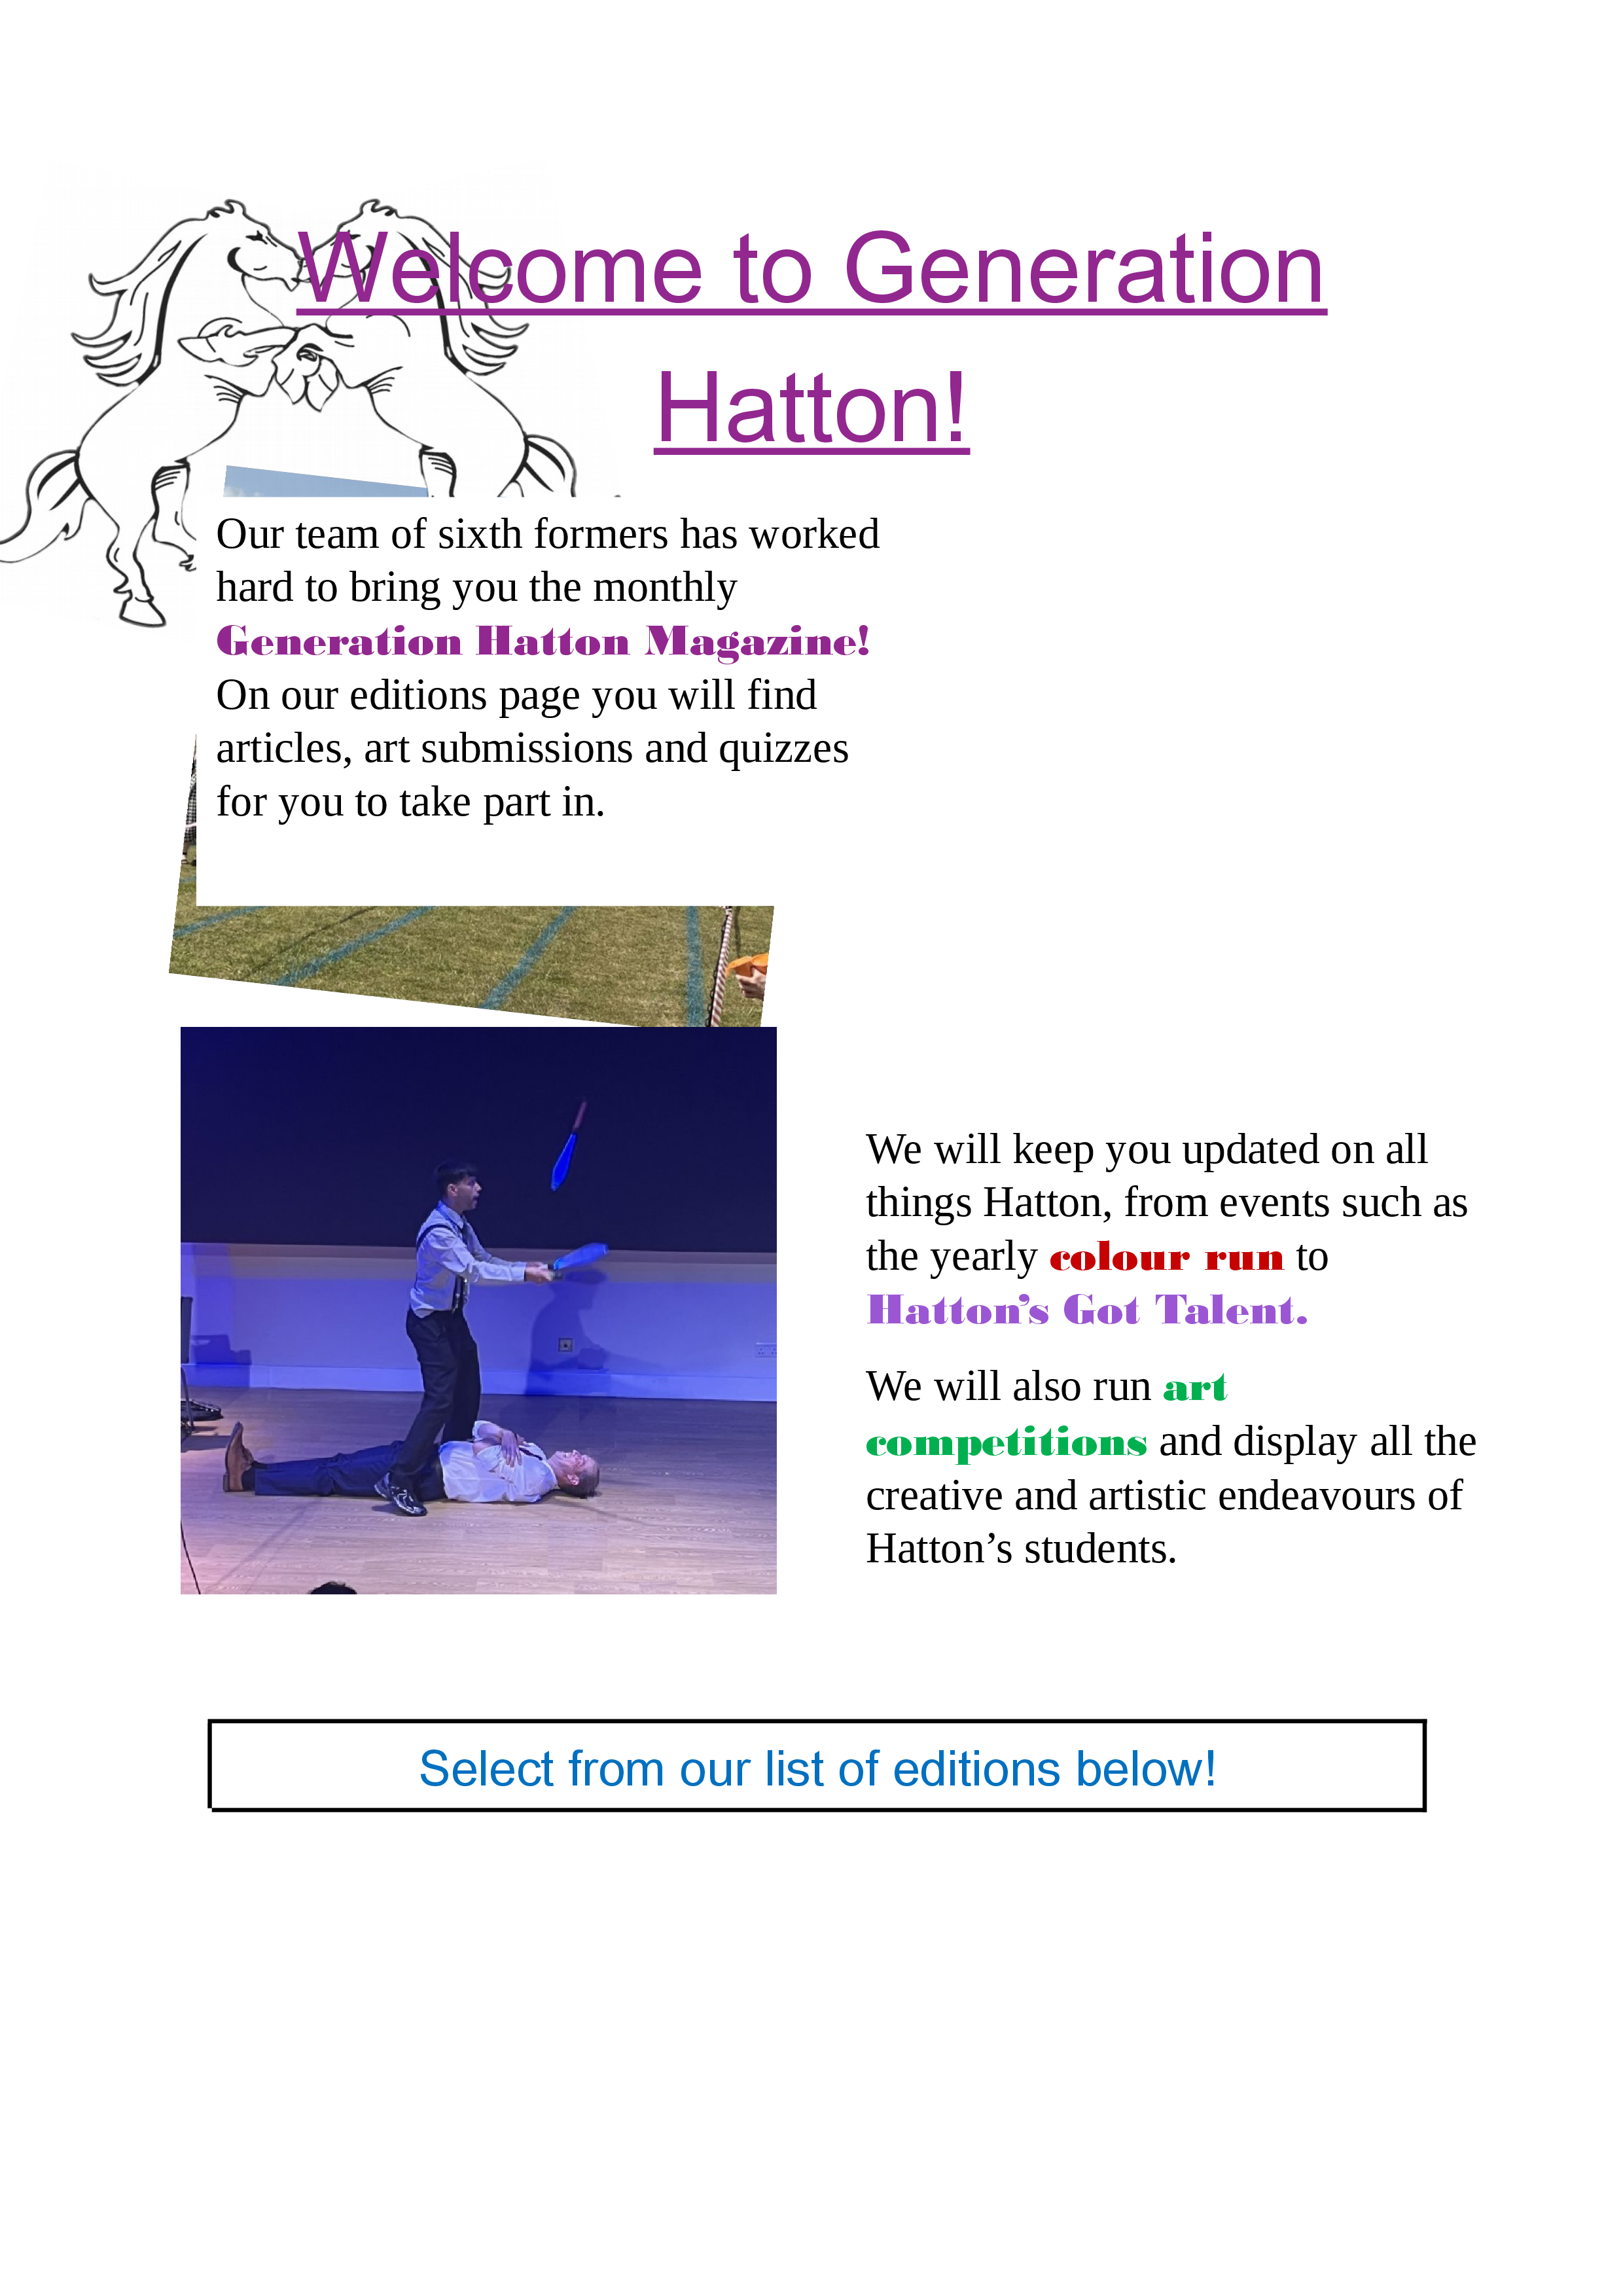 Welcome to Generation
Hatton!
Our team of sixth formers has worked
hard to bring you the monthly
Generation Hatton Magazine!
On our editions page you will find
articles, art submissions and quizzes
for you to take part in.
We will keep you updated on all
things Hatton, from events such as
the yearly colour run to
Hatton’s Got Talent.
We will also run art
competitions and display all the
creative and artistic endeavours of
Hatton’s students.
Select from our list of editions below!